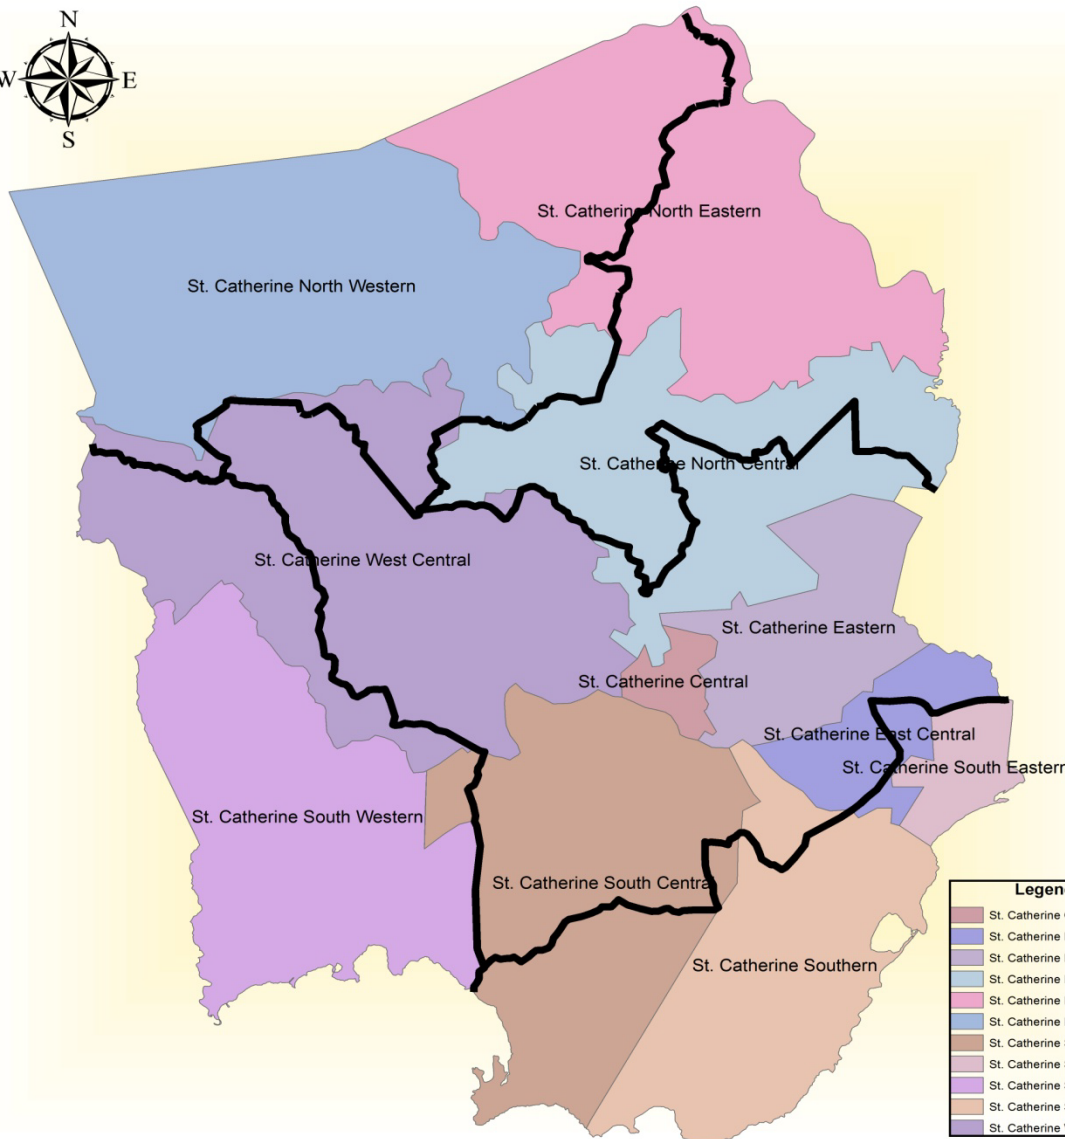 N
W E
S
St. Catherine North Eastern
St. Catherine North Western
St. Catherine North Central
St. Catherine West Central
St. Catherine Eastern
St. Catherine Central
St. Catherine East Central
St. Catherine South Eastern
St. Catherine South Western
St. Catherine South Central
St. Catherine Southern
Legen
St. Catherine
St. Catherine
St. Catherine
St. Catherine
St. Catherine
St. Catherine
St. Catherine
St. Catherine
St. Catherine
St. Catherine
St. Catherine